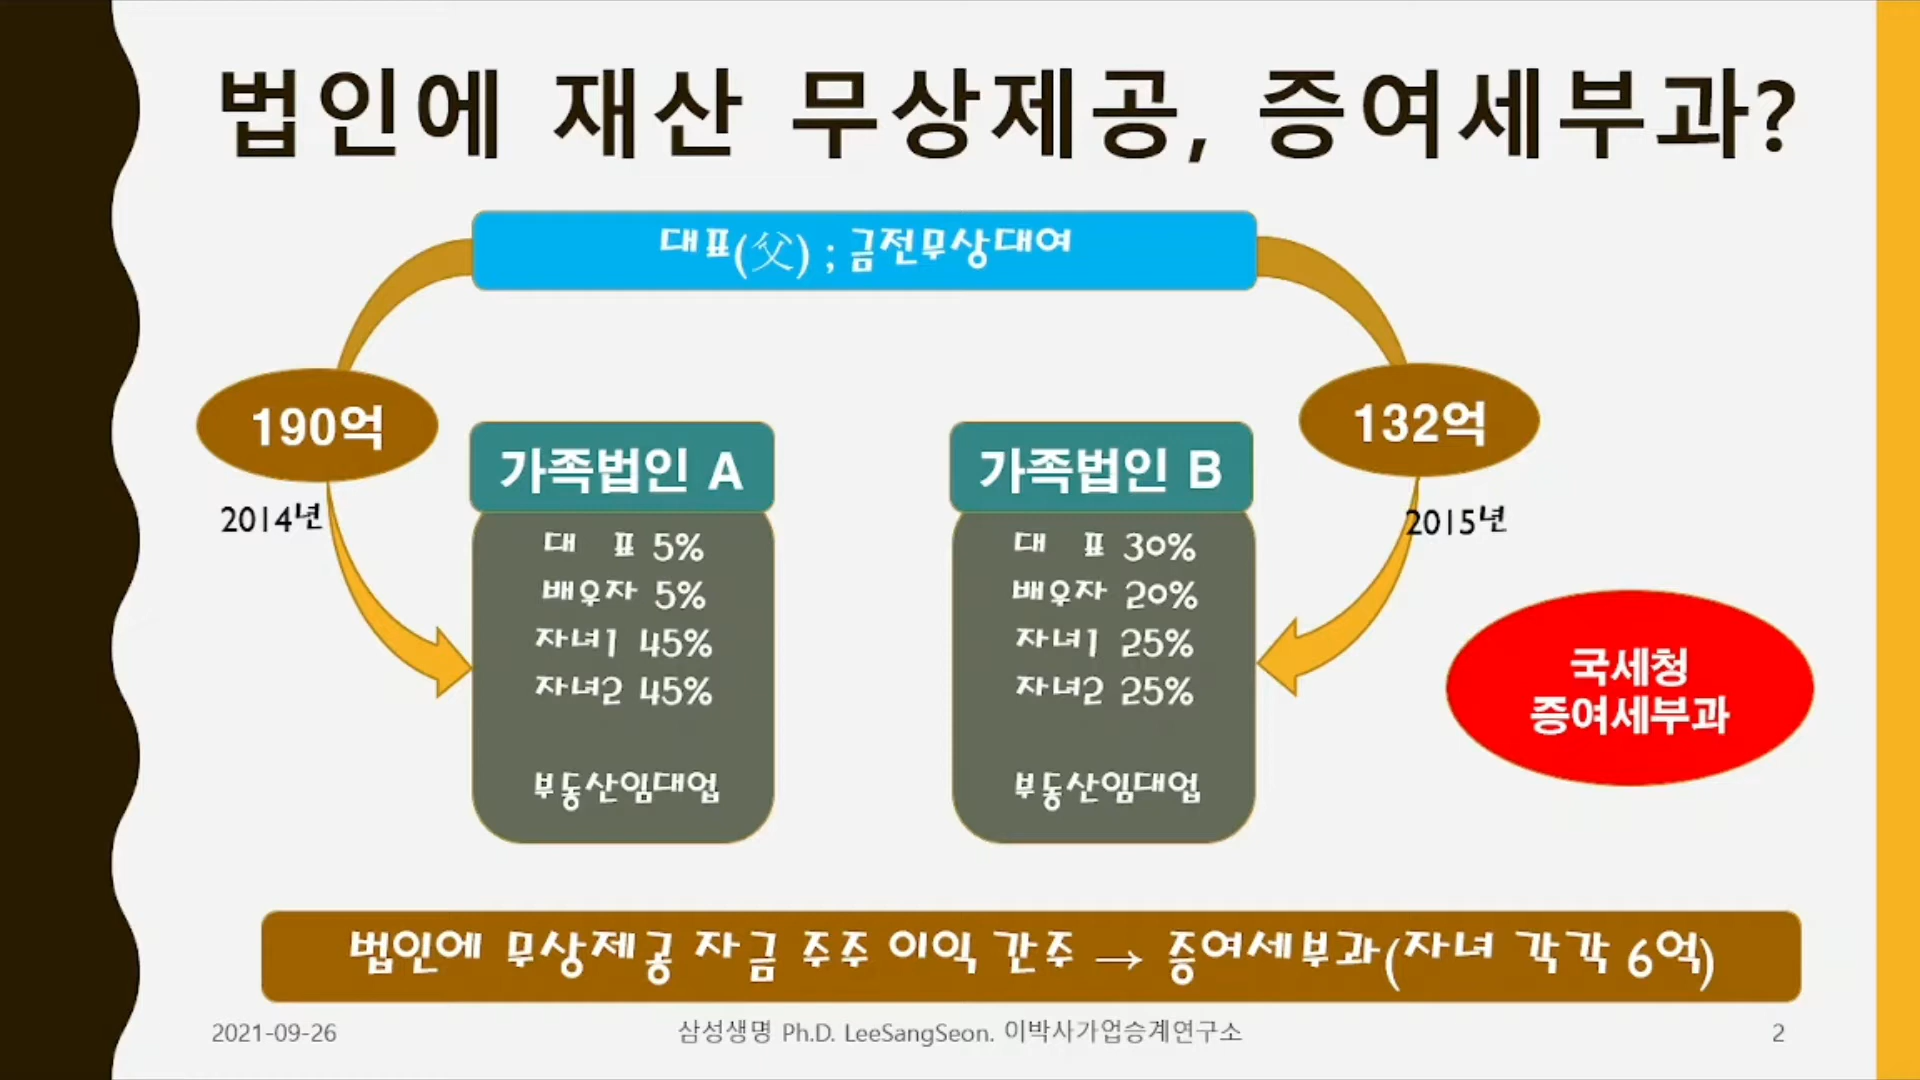 법인에 재산 무상제공, 증여세부과?
대표(父) ; 금전무상대여
190억
132억
2014년
2015년
가족법인 A
대 표 5%
배우자 5%
자녀1 45%
자녀2 45%
부동산임대업
가족법인 B
대 표 30%
배우자 20%
자녀1 25%
자녀2 25%
부동산임대업
국세청
증여세부과
법인에 무상제공 자금 주주 이익 간주 → 증여세부과(자녀 각각 6억)
2021-09-26
삼성생명 Ph.D. LeeSangSeon. 이박사가업승계연구소
2